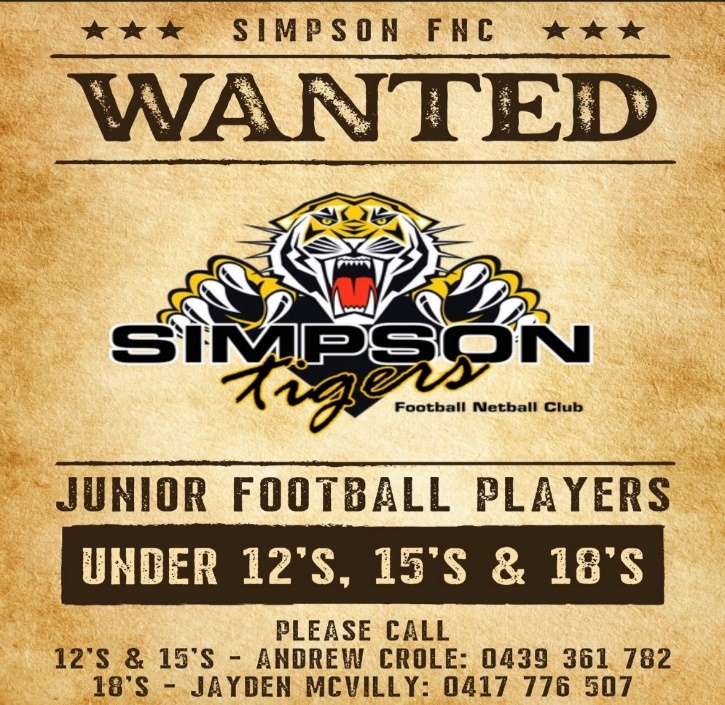 SIMPSON FNC
WANTED
SIMPSON
tigers
Football Netball Club
JUNIOR FOOTBALL PLAYERS
UNDER 12'S, 15'S & 18'S
PLEASE CALL
12'S & 15'S - ANDREW CROLE: 0439 361 782
18'S - JAYDEN MCVILLY: 0417 776 507